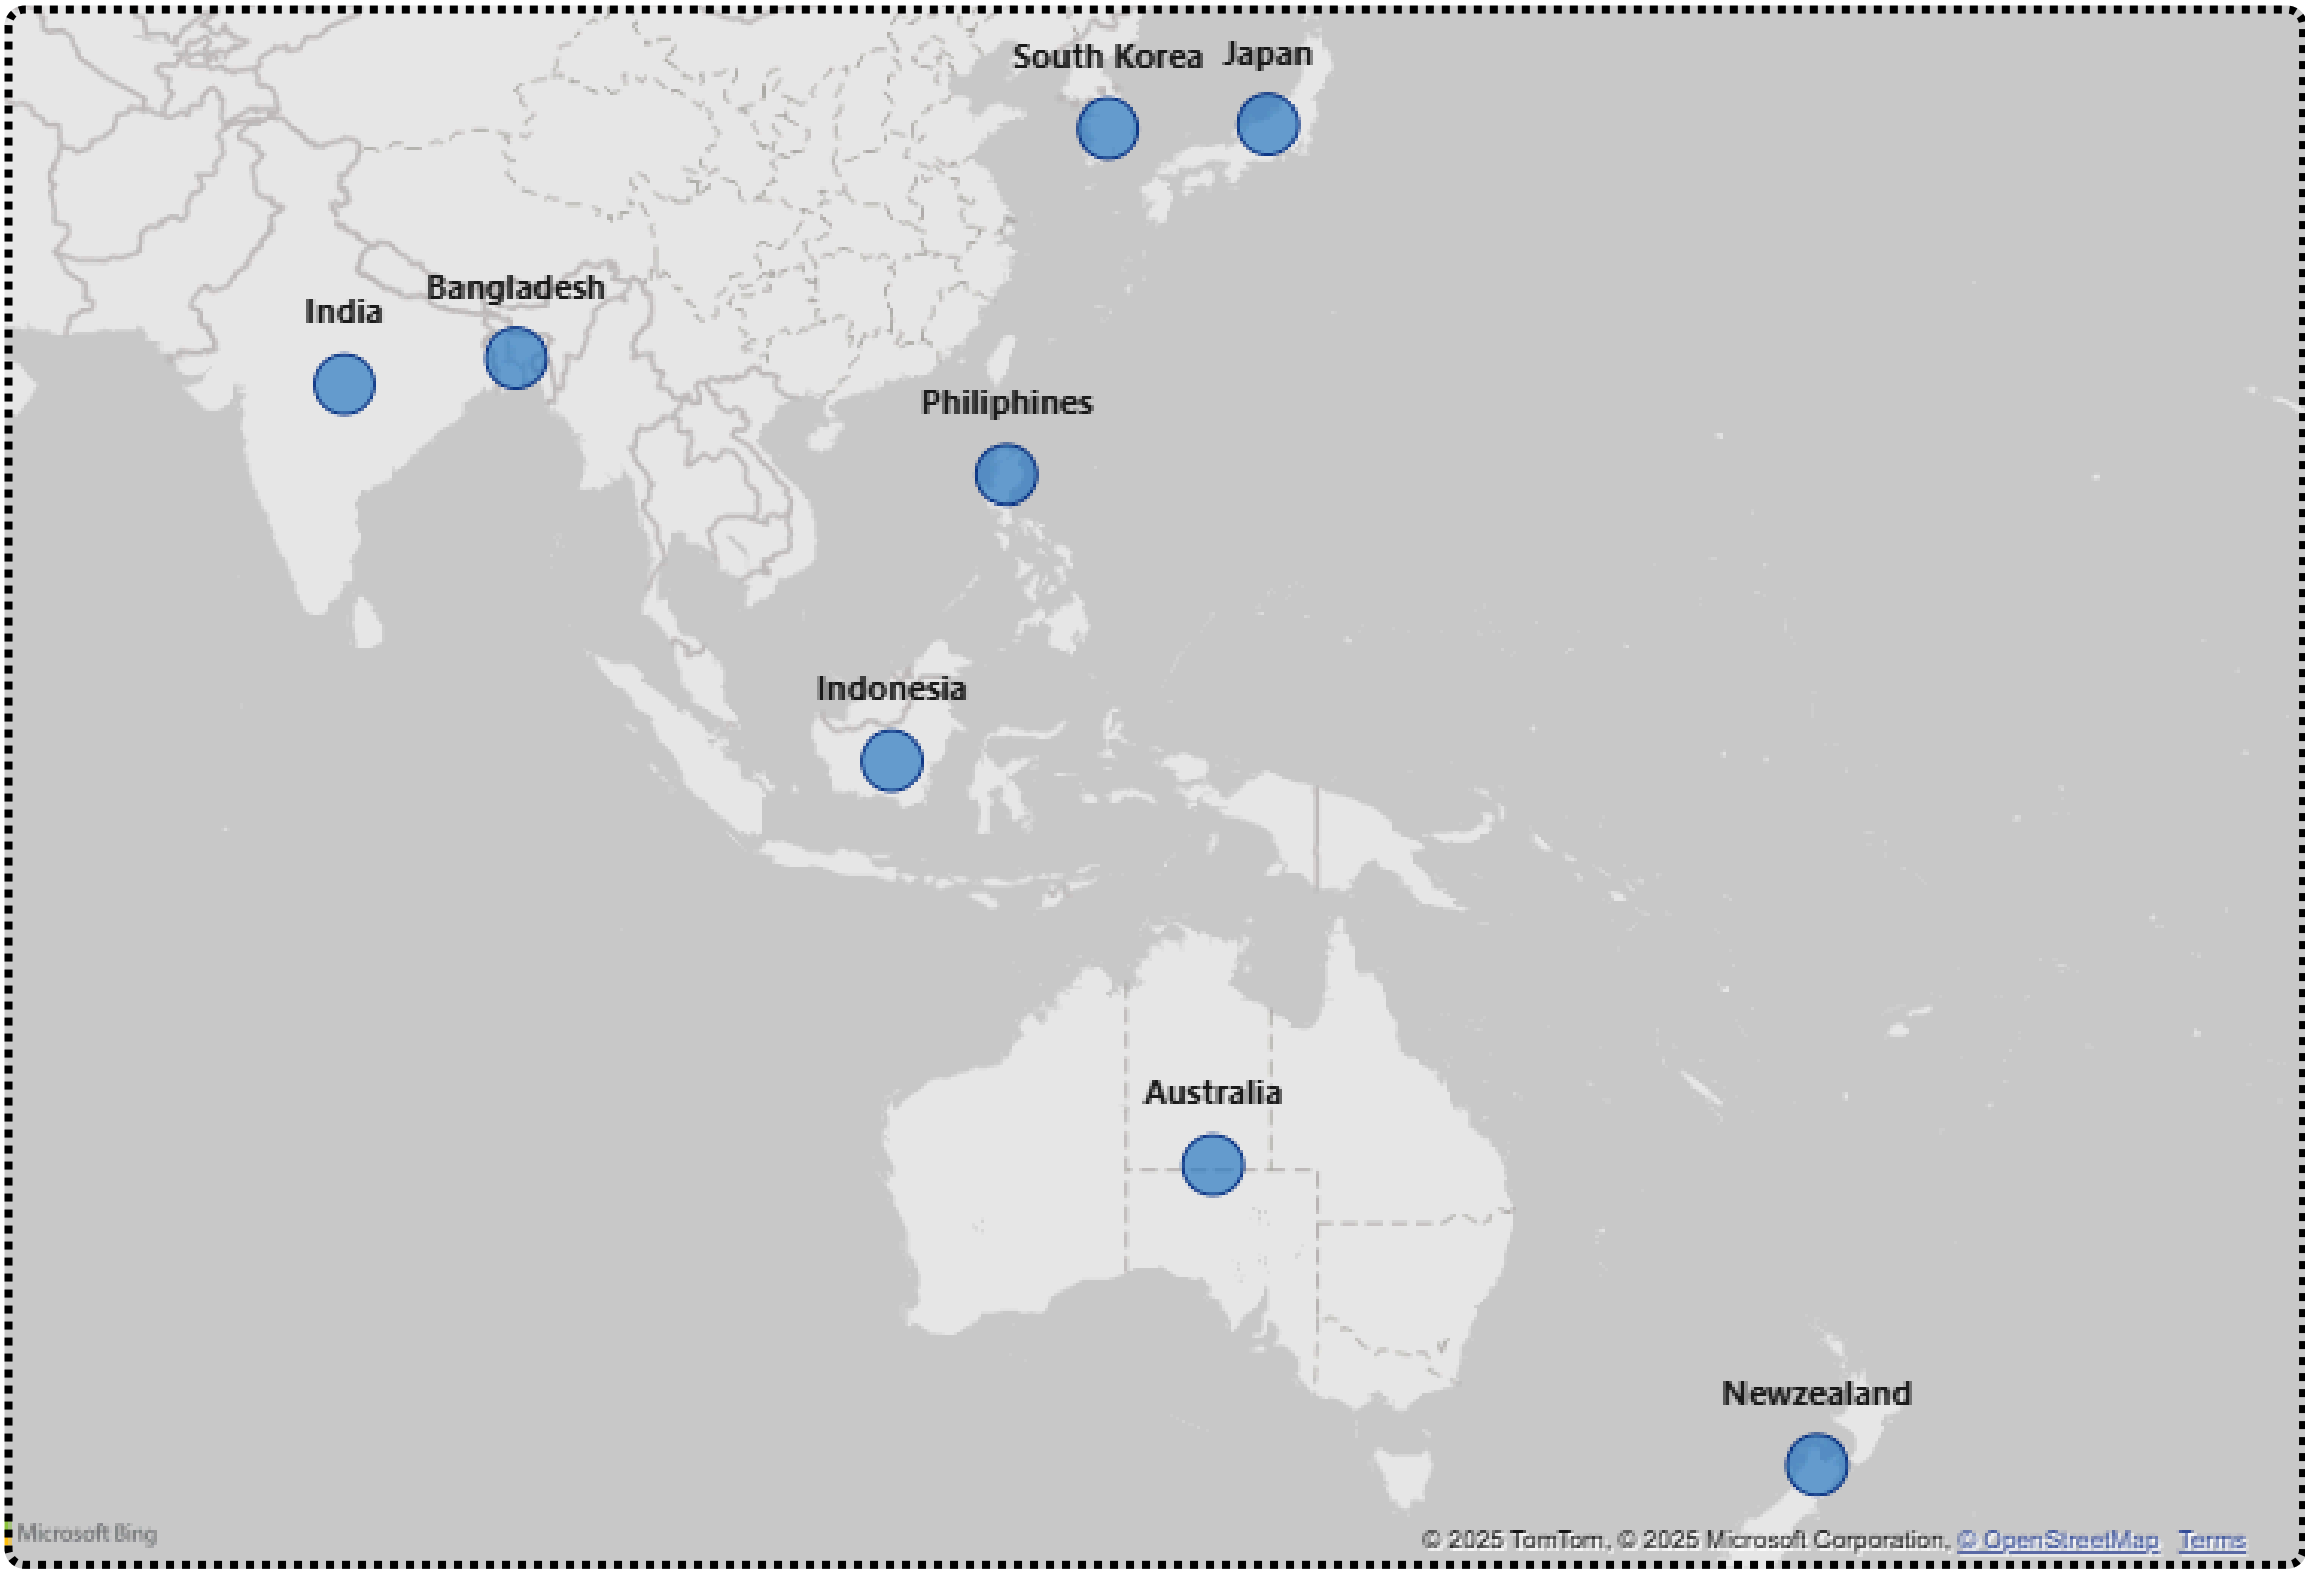 South Korea Japan
Bangladesh
India
Philiphines
Indonesia
Australia
Newzealand
Microsoft Bing
© 2025 TomTom, © 2025 Microsoft Corporation, © OpenStreetMap Terms